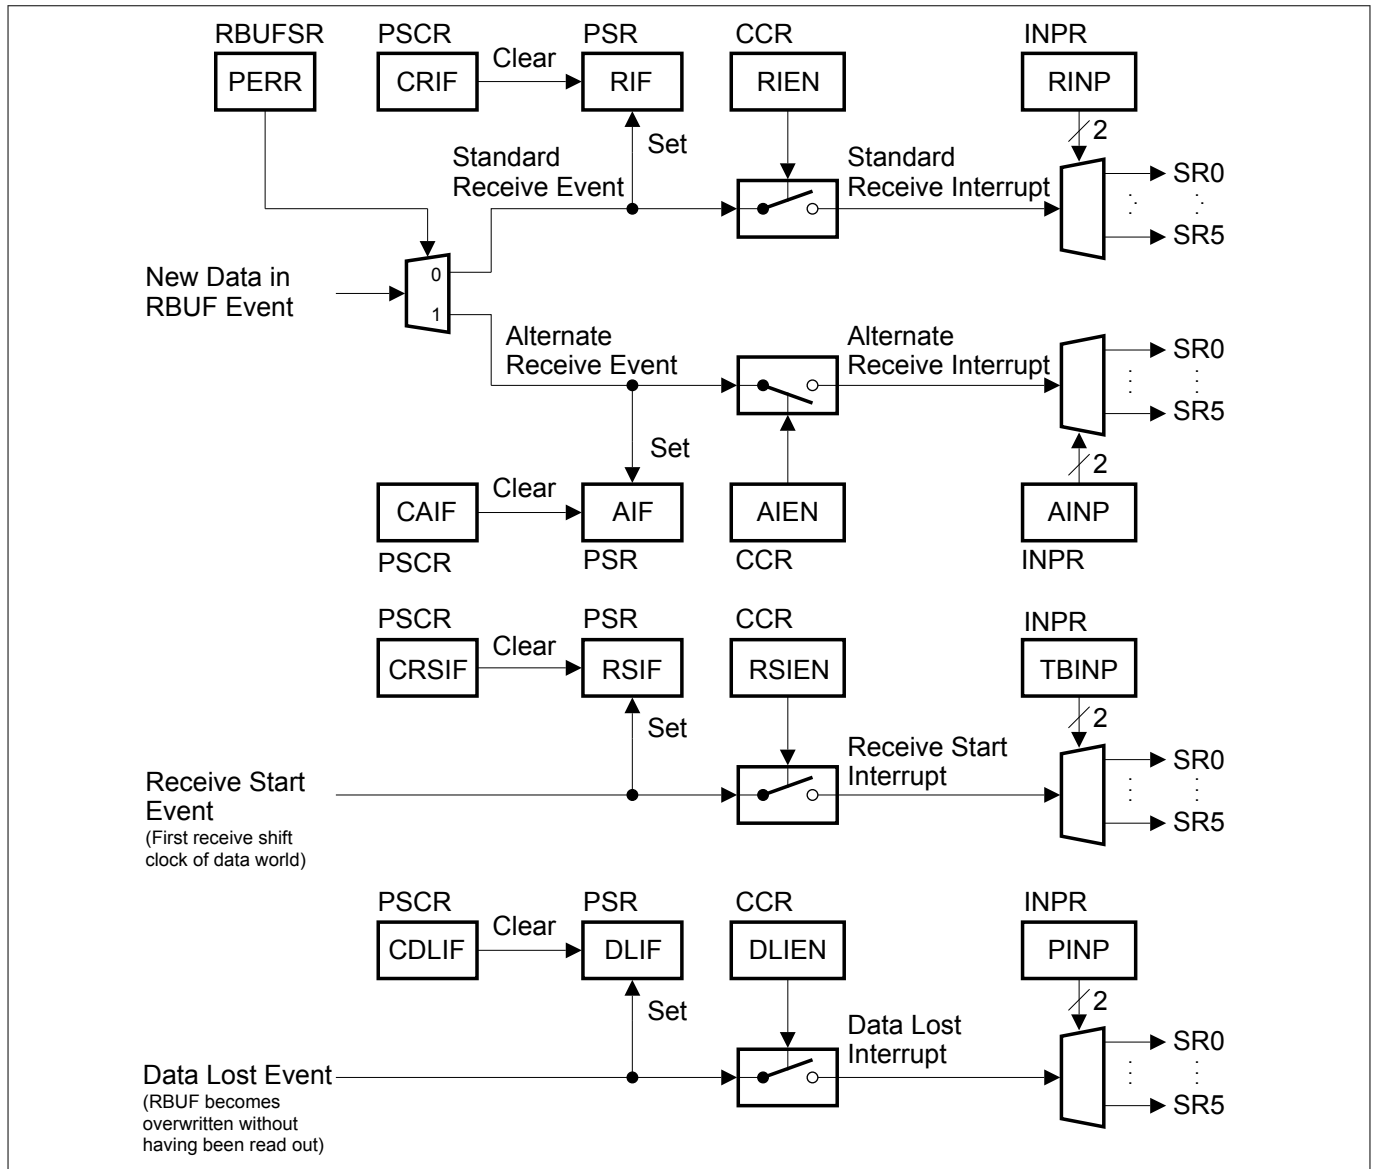 RBUFSR PSCR PSR CCR INPR
PERR CRIF Clear RIF RIEN RINP
2
Set
Standard
Receive Event
Standard
Receive Interrupt
SR0
SR5
New Data in
RBUF Event
0
1
Alternate
Receive Event
Alternate
Receive Interrupt
SR0
SR5
Set
2
CAIF Clear AIF AIEN AINP
PSCR PSR CCR INPR
PSCR PSR CCR INPR
CRSIF Clear RSIF RSIEN TBINP
2
Set
Receive Start
Interrupt
SR0
SR5
Receive Start
Event
(First receive shift
clock of data world)
PSCR PSR CCR INPR
CDLIF Clear DLIF DLIEN PINP
2
Set
Data Lost
Interrupt
SR0
SR5
Data Lost Event
(RBUF becomes
overwritten without
having been read out)